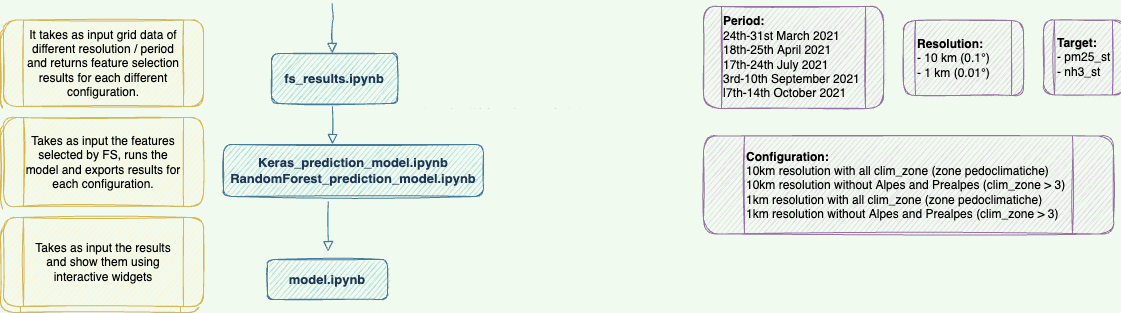 It takes as input grid data of
different resolution / period
and returns feature selection
results for each different
configuration.
fs_results.ipynb
Takes as input the features
selected by FS, runs the
model and exports results for
each configuration.
Keras_prediction_model.ipynb
RandomForest_prediction_model.ipynb
Takes as input the results
and show them using
interactive widgets
model.ipynb
Period:
24th-31st March 2021
18th-25th April 2021
17th-24th July 2021
3rd-10th September 2021
l7th-14th October 2021
Resolution:
- 10 km (0.1°)
- 1 km (0.01°)
Target:
- pm25_st
- nh3_st
Configuration:
10km resolution with all clim_zone (zone pedoclimatiche)
10km resolution without Alpes and Prealpes (clim_zone > 3)
1km resolution with all clim_zone (zone pedoclimatiche)
1km resolution without Alpes and Prealpes (clim_zone > 3)